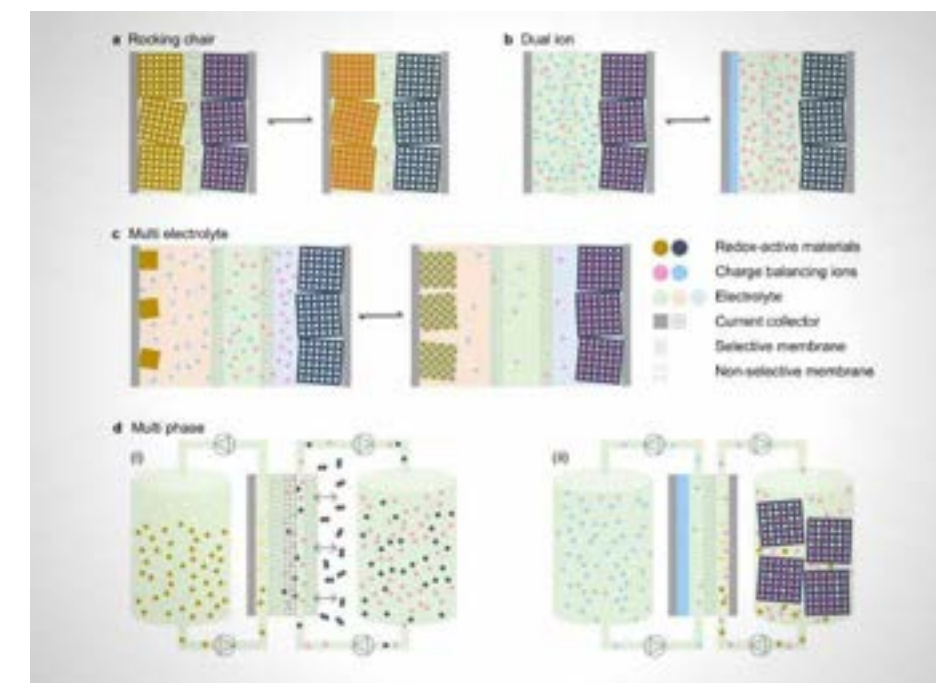 a Rocking chair
b Dual ion
c Multi electrolyte
Redox-active materials
Charge balancing ions
Electrolyte
Current collector
Selective membrane
Non-selective membrane
d Multi phase
(i)
(ii)